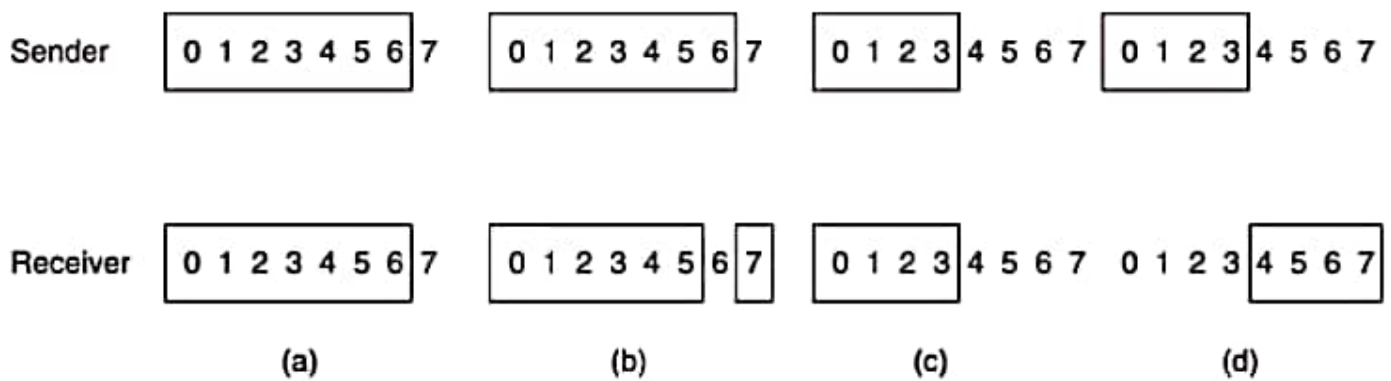 Sender 0 1 2 3 4 5 6 7 0 1 2 3 4 5 6 7 0 1 2 3 4 5 6 7 0 1 2 3 4 5 6 7
Receiver 0 1 2 3 4 5 6 7 0 1 2 3 4 5 6 7 0 1 2 3 4 5 6 7 0 1 2 3 4 5 6 7
(a) (b) (c) (d)